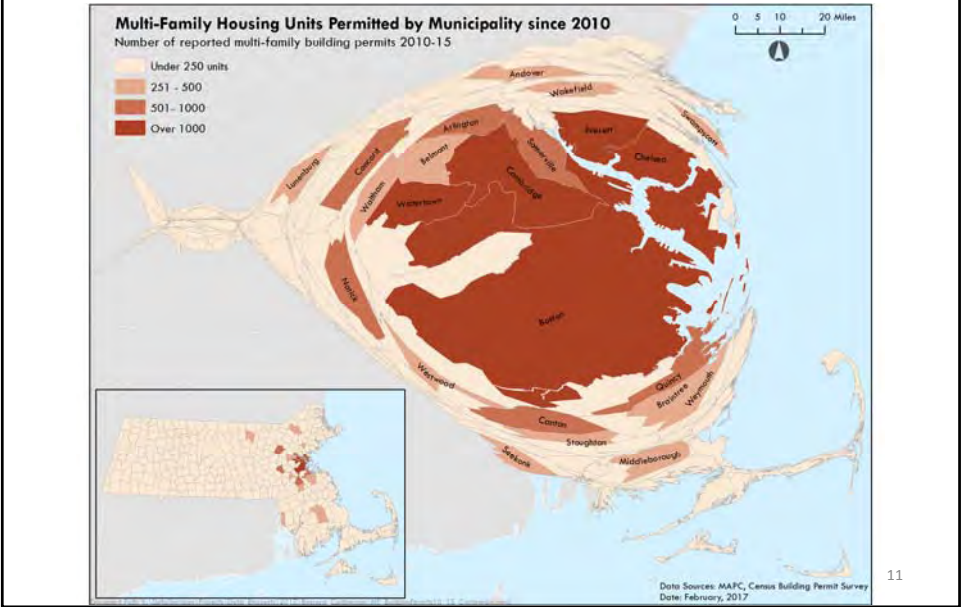 Multi-Family Housing Units Permitted by Municipality since 2010
Number of reported multi-family building permits 2010-15
Under 250 units
251 - 500
501- 1000
Over 1000
0 5 10 20 Miles
Andover
Wakefield
Swampscott
Everett
Arlington
Somerville
Chelsea
Belmont
Concord
Lunenburg
Waltham
Cambridge
Watertown
Natick
Boston
Westwood
Quincy
Braintree
Weymouth
Canton
Stoughton
Seekonk
Middleborough
11
Data Sources: MAPC, Census Building Permit Survey
Date: February, 2017